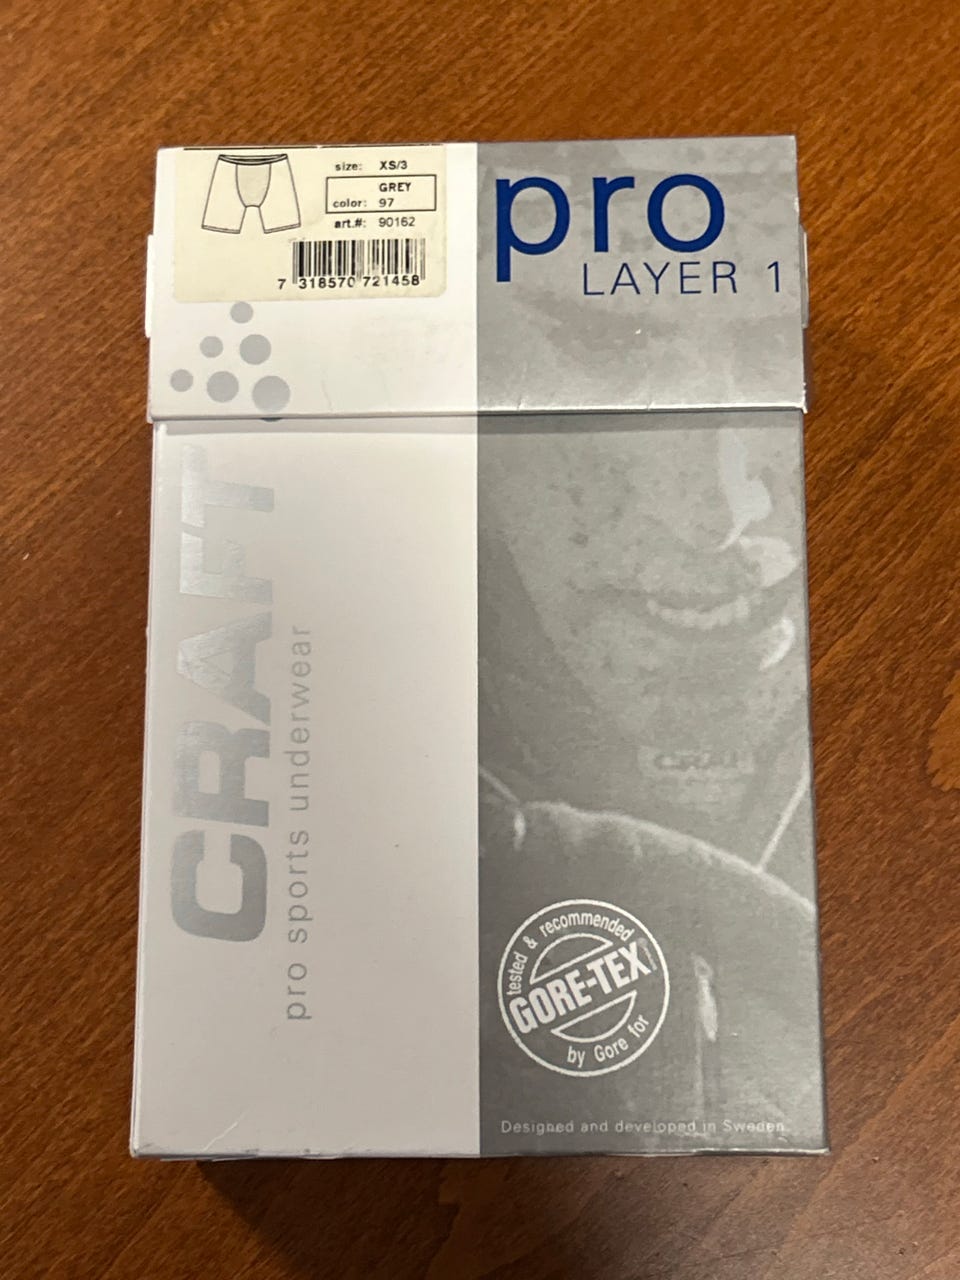 size: XS/3
GREY
color: 97
art.#: 90162
7 318570 721458
pro
LAYER 1
CRAFT
pro sports underwear
CRAFT
tested & recommended
GORE-TEX
by Gore for
Designed and developed in Sweden